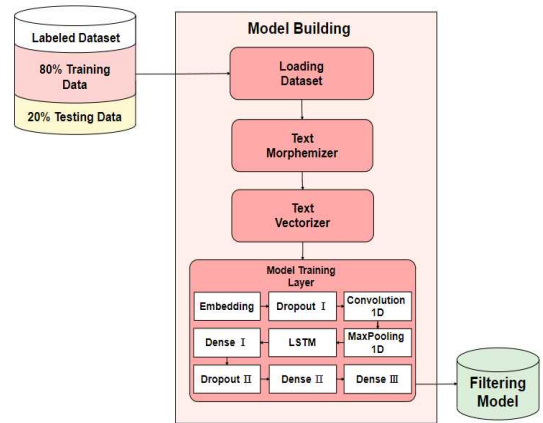 Labeled Dataset
80% Training
Data
20% Testing Data
Model Building
Loading
Dataset
Text
Morphemizer
Text
Vectorizer
Model Training
Layer
Embedding
Dropout Ⅰ
Convolution
1D
Dense Ⅰ
LSTM
MaxPooling
1D
Dropout Ⅱ
Dense Ⅱ
Dense Ⅲ
Filtering
Model